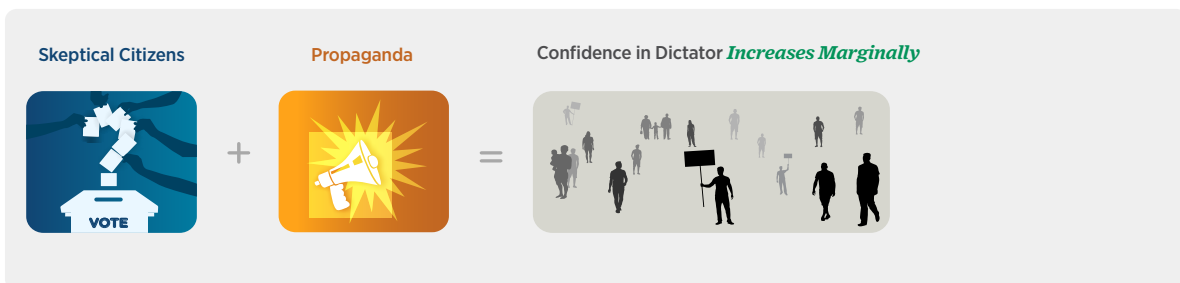 Skeptical Citizens
Propaganda
Confidence in Dictator Increases Marginally
+
=
VOTE